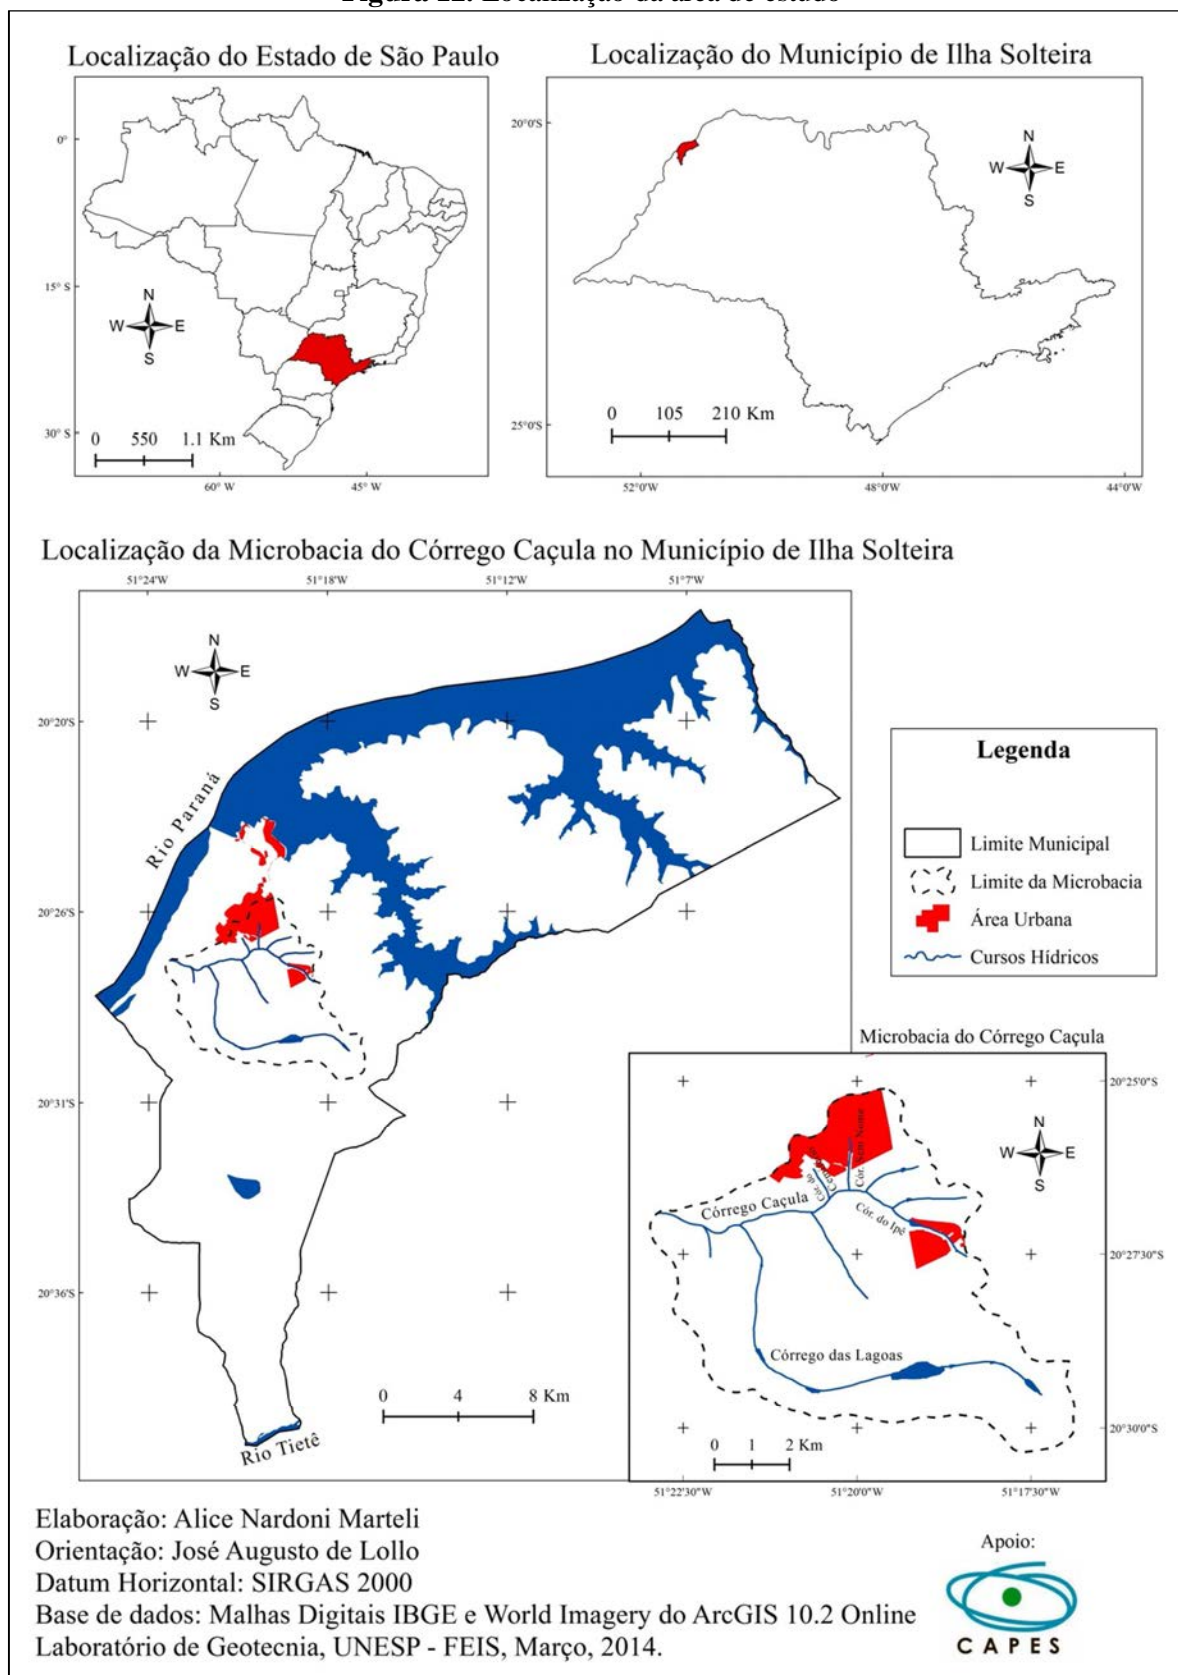 Localização do Estado de São Paulo
0°
15° S
30° S
N
W E
S
0 550 1.1 Km
60° W 45° W
Localização do Município de Ilha Solteira
20°0'S
25°0'S
N
W E
S
0 105 210 Km
52°0'W 48°0'W 44°0'W
Localização da Microbacia do Córrego Caçula no Município de Ilha Solteira
51°24'W 51°18'W 51°12'W 51°7'W
N
W E
S
20°20'S
20°26'S
20°31'S
20°36'S
Rio Paraná
Rio Tietê
0 4 8 Km
Legenda
Limite Municipal
Limite da Microbacia
Área Urbana
Cursos Hídricos
Microbacia do Córrego Caçula
20°25'0"S
20°27'30"S
20°30'0"S
N
W E
S
Cór. do
Cór. Sem Nome
Córrego Caçula
Cór. do Ipê
Córrego das Lagoas
0 1 2 Km
51°22'30"W 51°20'0"W 51°17'30"W
Elaboração: Alice Nardoni Marteli
Orientação: José Augusto de Lollo
Datum Horizontal: SIRGAS 2000
Base de dados: Malhas Digitais IBGE e World Imagery do ArcGIS 10.2 Online
Laboratório de Geotecnia, UNESP - FEIS, Março, 2014.
Apoio:
CAPES